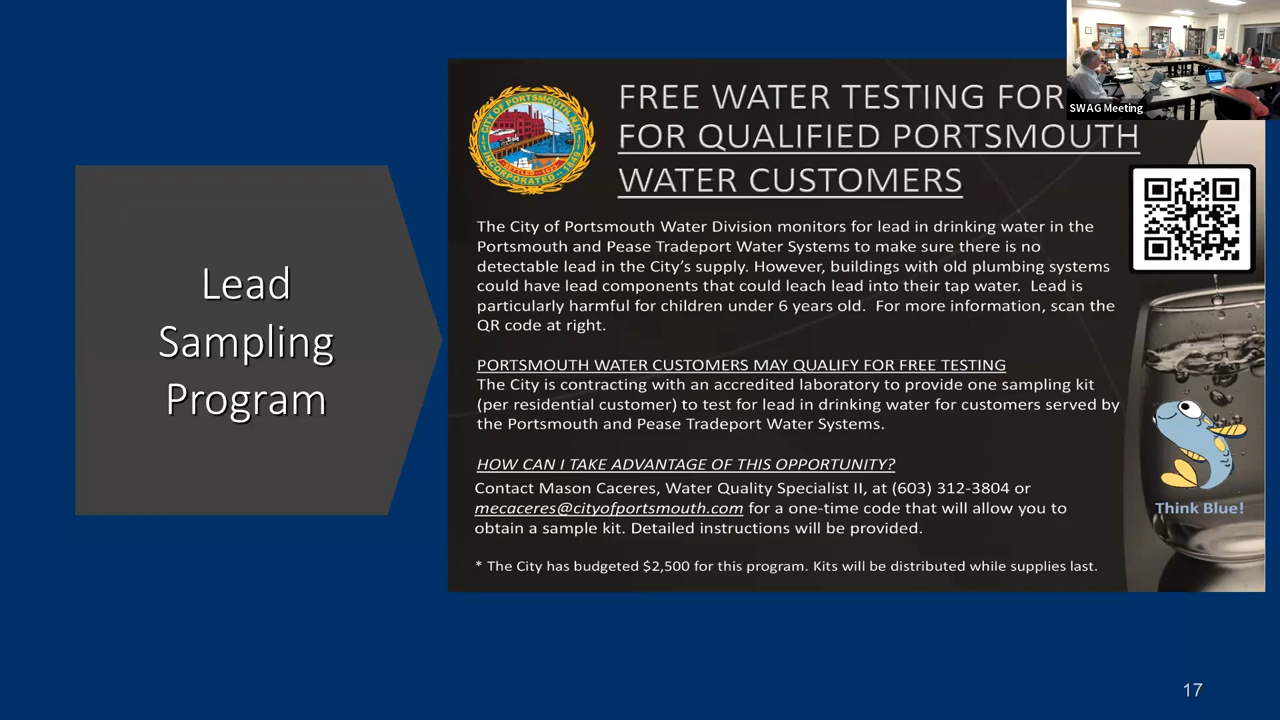 SWAG Meeting
Lead
Sampling
Program
CITY OF PORTSMOUTH, N.H.
INCORPORATED 1849
FREE WATER TESTING FOR
FOR QUALIFIED PORTSMOUTH
WATER CUSTOMERS
The City of Portsmouth Water Division monitors for lead in drinking water in the
Portsmouth and Pease Tradeport Water Systems to make sure there is no
detectable lead in the City’s supply. However, buildings with old plumbing systems
could have lead components that could leach lead into their tap water. Lead is
particularly harmful for children under 6 years old. For more information, scan the
QR code at right.
PORTSMOUTH WATER CUSTOMERS MAY QUALIFY FOR FREE TESTING
The City is contracting with an accredited laboratory to provide one sampling kit
(per residential customer) to test for lead in drinking water for customers served by
the Portsmouth and Pease Tradeport Water Systems.
HOW CAN I TAKE ADVANTAGE OF THIS OPPORTUNITY?
Contact Mason Caceres, Water Quality Specialist II, at (603) 312-3804 or
mecaceres@cityofportsmouth.com for a one-time code that will allow you to
obtain a sample kit. Detailed instructions will be provided.
* The City has budgeted $2,500 for this program. Kits will be distributed while supplies last.
Think Blue!
17